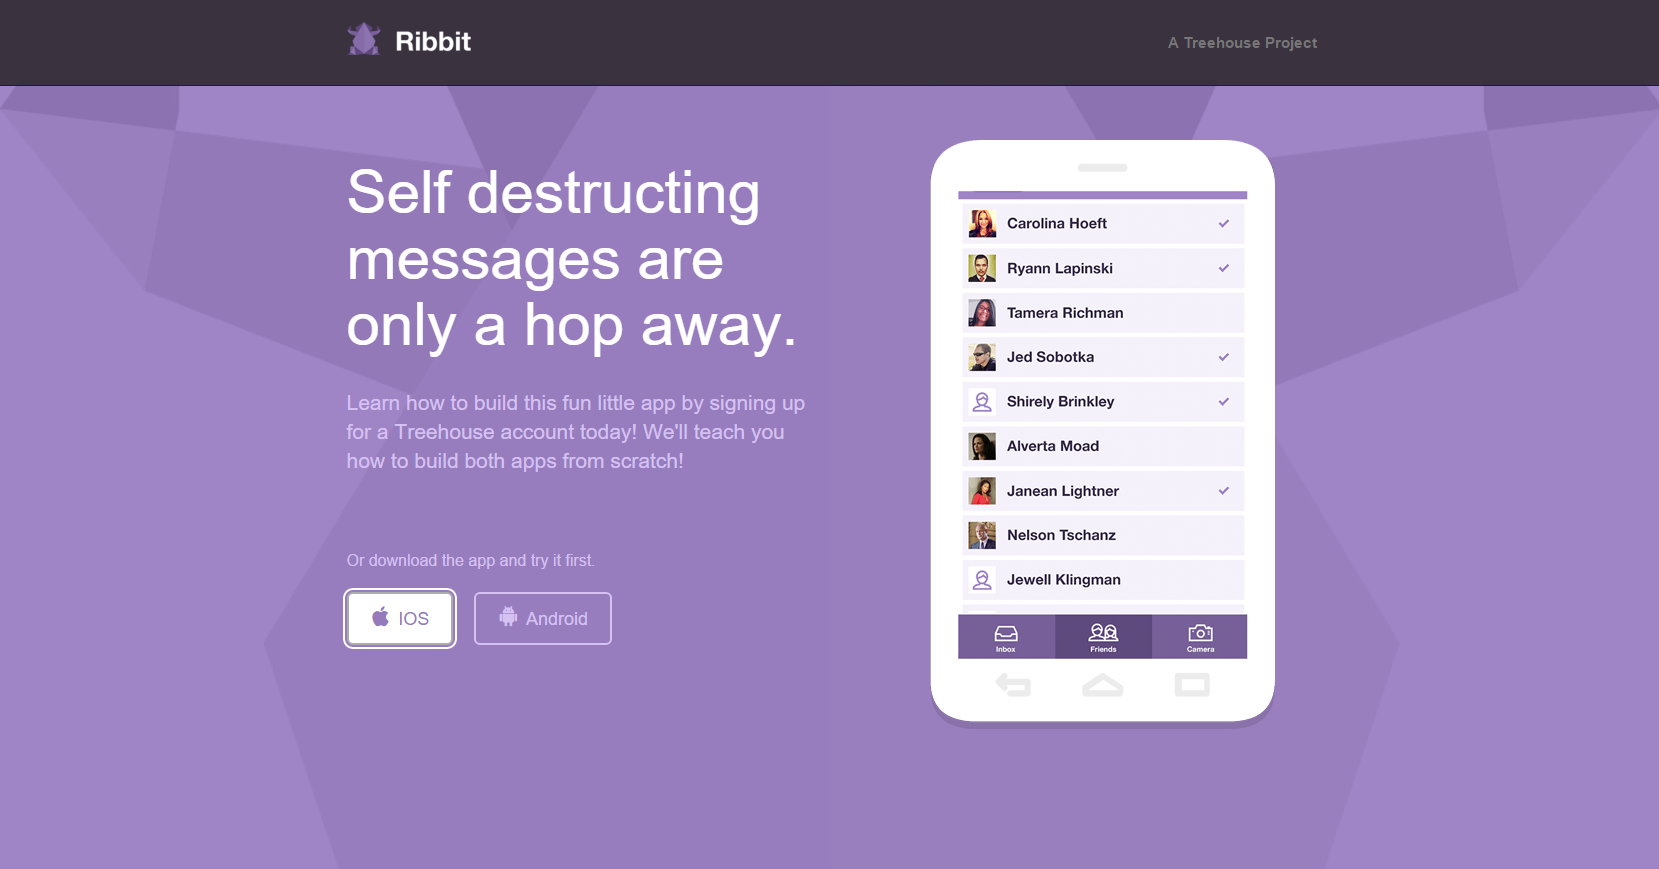 Ribbit
A Treehouse Project
Self destructing
messages are
only a hop away.
Learn how to build this fun little app by signing up
for a Treehouse account today! We'll teach you
how to build both apps from scratch!
Or download the app and try it first.
IOS
Android
Carolina Hoeft
Ryann Lapinski
Tamera Richman
Jed Sobotka
Shirely Brinkley
Alverta Moad
Janean Lightner
Nelson Tschanz
Jewell Klingman
Inbox
Friends
Camera